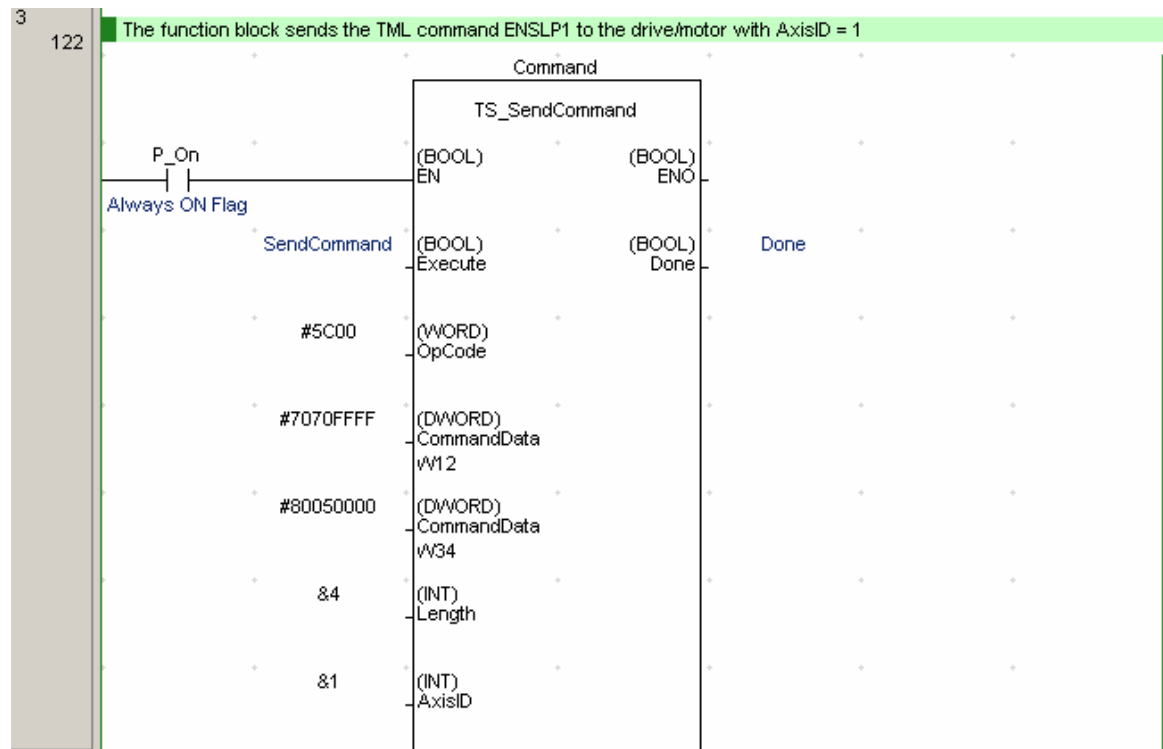 3
122
The function block sends the TML command ENSLP1 to the drive/motor with AxisID = 1
Command
TS_SendCommand
P_On
(BOOL)
EN
(BOOL)
ENO
Always ON Flag
SendCommand
(BOOL)
Execute
(BOOL)
Done
Done
#5C00
(WORD)
OpCode
#7070FFFF
(DWORD)
CommandData
W12
#80050000
(DWORD)
CommandData
W34
&4
(INT)
Length
&1
(INT)
AxisID